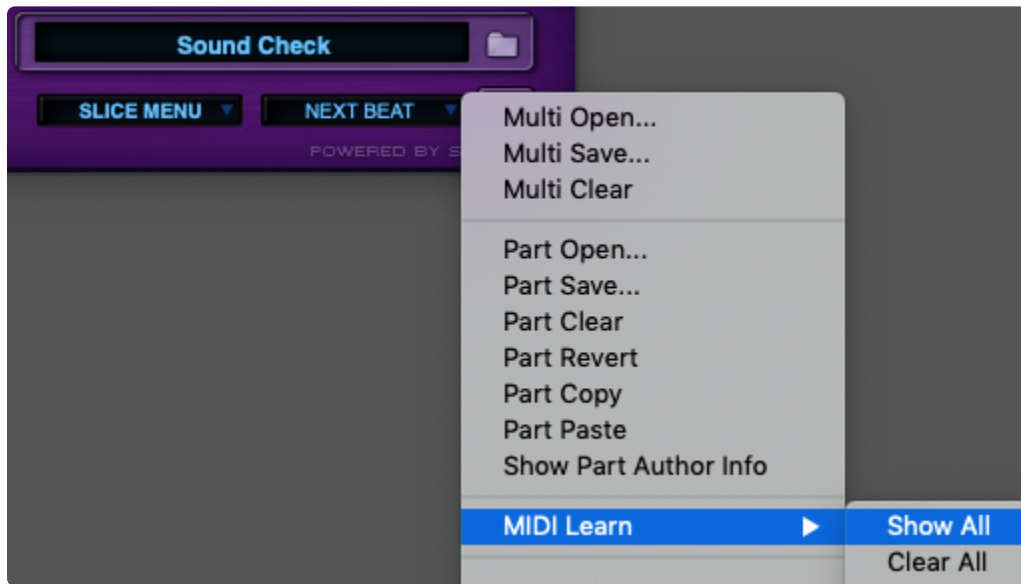 Sound Check
SLICE MENU
NEXT BEAT
POWERED BY S
Multi Open...
Multi Save...
Multi Clear
Part Open...
Part Save...
Part Clear
Part Revert
Part Copy
Part Paste
Show Part Author Info
MIDI Learn
Show All
Clear All